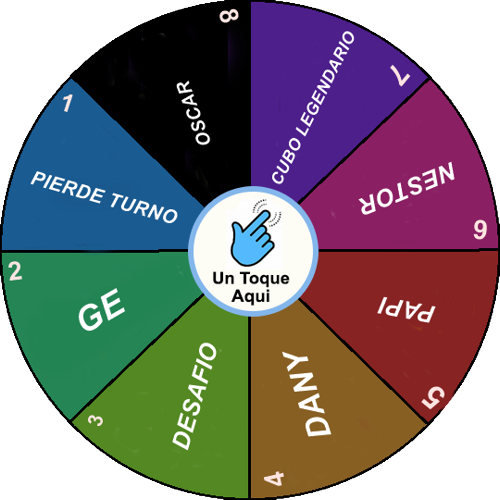 1
PIERDE TURNO
2
GE
3
DESAFIO
4
DANY
5
PAPI
6
NESTOR
7
CUBO LEGENDARIO
8
OSCAR
Un Toque
Aqui